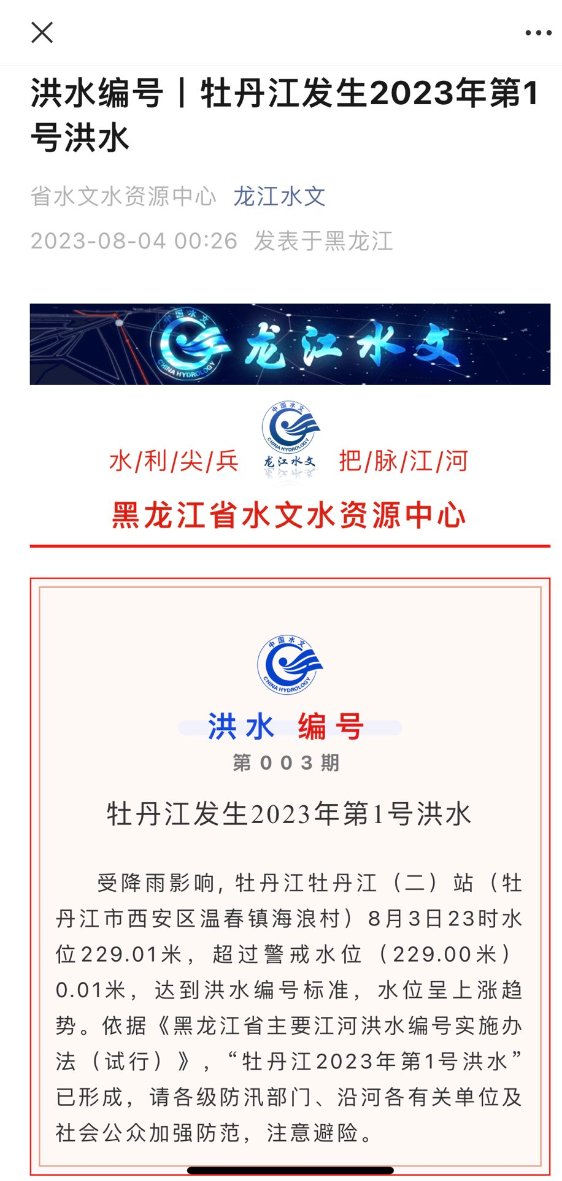 洪水编号丨牡丹江发生2023年第1
号洪水
省水文水资源中心 龙江水文
2023-08-04 00:26 发表于黑龙江
中国水文
CHINA HYDROLOGY
龙江水文
中国水文
CHINA HYDROLOGY
龙江水文
水/利/尖/兵 把/脉/江/河
黑龙江省水文水资源中心
中国水文
CHINA HYDROLOGY
洪水 编号
第003期
牡丹江发生2023年第1号洪水
受降雨影响,牡丹江牡丹江（二）站（牡
丹江市西安区温春镇海浪村）8月3日23时水
位229.01米，超过警戒水位（229.00米）
0.01米，达到洪水编号标准，水位呈上涨趋
势。依据《黑龙江省主要江河洪水编号实施办
法（试行）》，“牡丹江2023年第1号洪水”
已形成，请各级防汛部门、沿河各有关单位及
社会公众加强防范，注意避险。